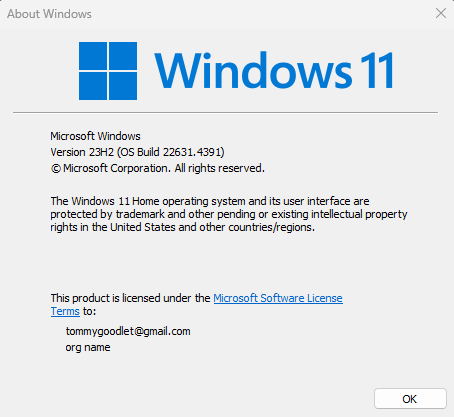 About Windows
Windows 11
Microsoft Windows
Version 23H2 (OS Build 22631.4391)
© Microsoft Corporation. All rights reserved.
The Windows 11 Home operating system and its user interface are
protected by trademark and other pending or existing intellectual property
rights in the United States and other countries/regions.
This product is licensed under the Microsoft Software License
Terms to:
tommygoodlet@gmail.com
org name
OK